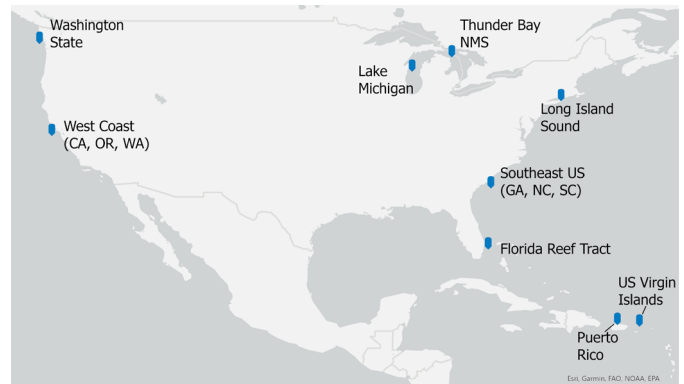 Washington
State
Thunder Bay
NMS
Lake
Michigan
Long Island
Sound
West Coast
(CA, OR, WA)
Southeast US
(GA, NC, SC)
Florida Reef Tract
US Virgin
Islands
Puerto
Rico
Esri, Garmin, FAO, NOAA, EPA